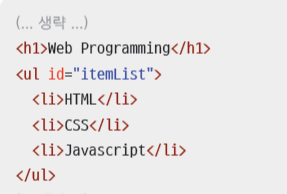 (... 생략 ...)
<h1>Web Programming</h1>
<ul id="itemList">
<li>HTML</li>
<li>CSS</li>
<li>Javascript</li>
</ul>